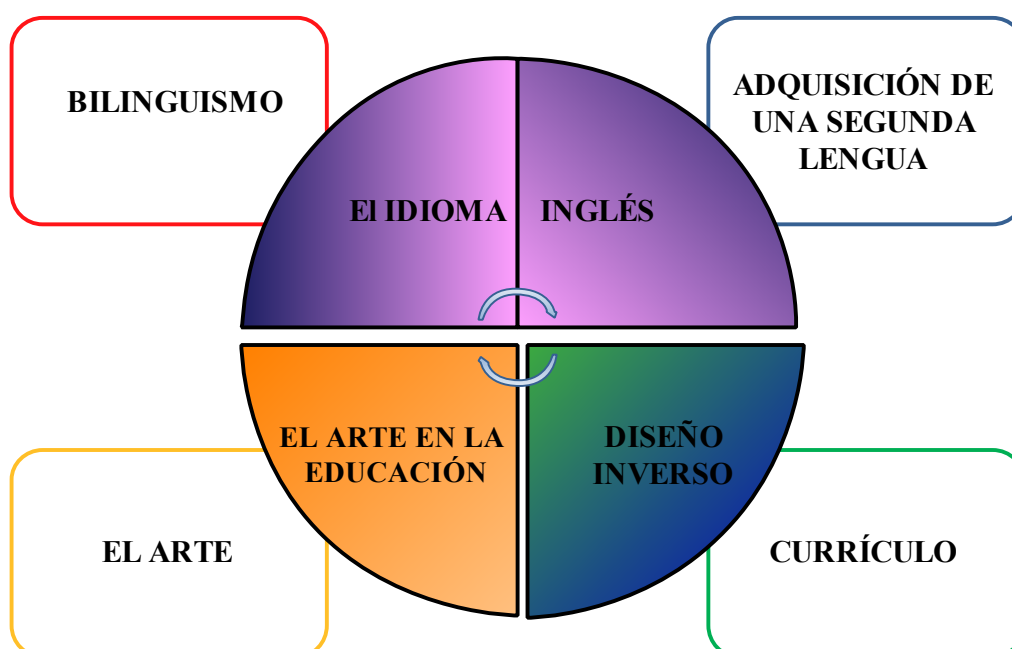 BILINGUISMO
ADQUISICIÓN DE
UNA SEGUNDA
LENGUA
El IDIOMA INGLÉS
EL ARTE EN LA
EDUCACIÓN
DISEÑO
INVERSO
EL ARTE
CURRÍCULO